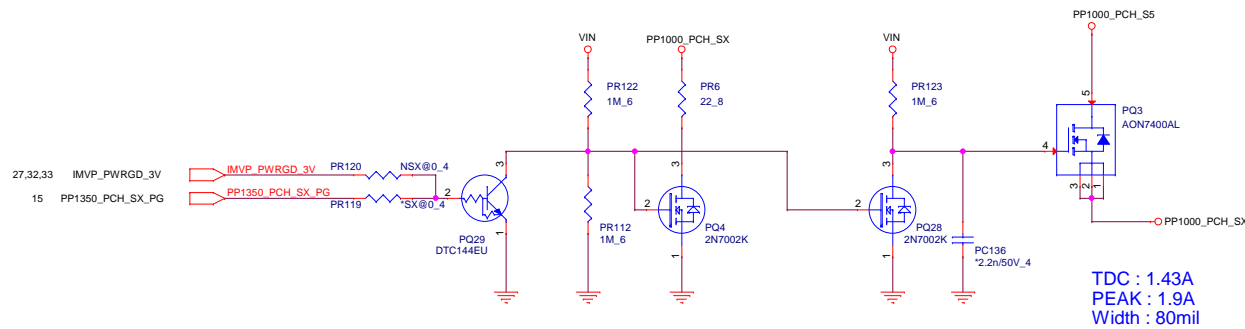 PP1000_PCH_S5
VIN
PP1000_PCH_SX
VIN
5
PR122
1M_6
PR6
22_8
PR123
1M_6
PQ3
AON7400AL
4
27,32,33 IMVP_PWRGD_3V
IMVP_PWRGD_3V
PR120
NSX@0_4
3
3
3
3
2
1
15 PP1350_PCH_SX_PG
PP1350_PCH_SX_PG
PR119
*SX@0_4
2
2
2
PP1000_PCH_SX
PQ29
DTC144EU
1
PR112
1M_6
PQ4
2N7002K
1
PQ28
2N7002K
1
PC136
*2.2n/50V_4
TDC : 1.43A
PEAK : 1.9A
Width : 80mil